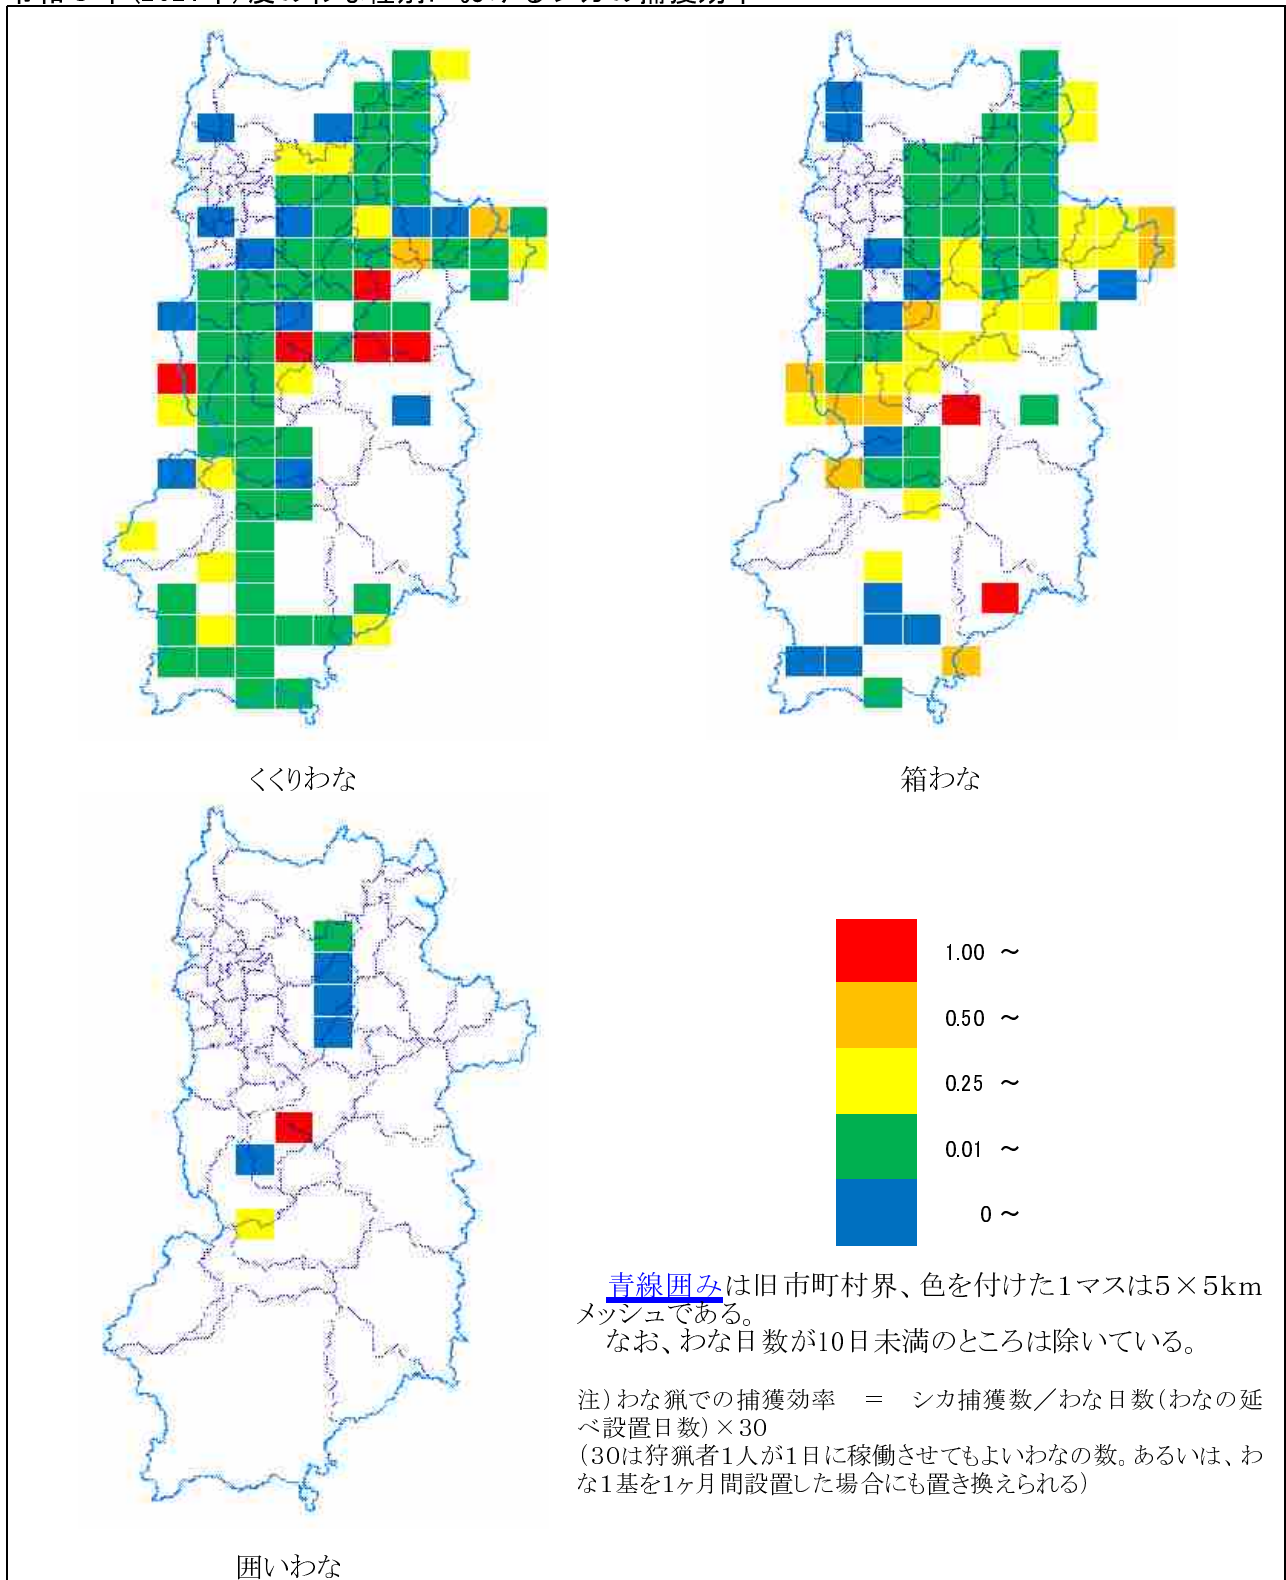 くくりわな
箱わな
1.00 ～
0.50 ～
0.25 ～
0.01 ～
0 ～
青線囲みは旧市町村界、色を付けた１マスは５×５km
メッシュである。
なお、わな日数が10日未満のところは除いている。
注）わな猟での捕獲効率　＝　シカ捕獲数／わな日数（わなの延
べ設置日数）×30
（30は狩猟者１人が１日に稼働させてもよいわなの数。あるいは、わ
な１基を１ヶ月間設置した場合にも置き換えられる）
囲いわな